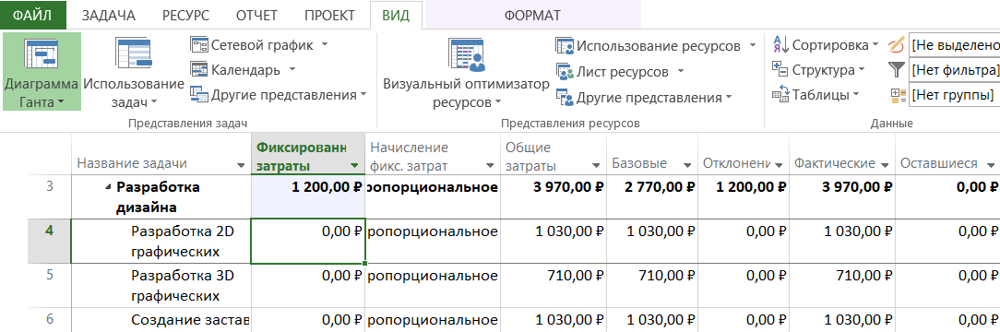 ФАЙЛ ЗАДАЧА РЕСУРС ОТЧЕТ ПРОЕКТ ВИД ФОРМАТ
Диаграмма Ганта
Использование задач
Сетевой график
Календарь
Другие представления
Представления задач
Визуальный оптимизатор ресурсов
Использование ресурсов
Лист ресурсов
Другие представления
Представления ресурсов
Сортировка
Структура
Таблицы
[Не выделено
[Нет фильтра]
[Нет группы]
Данные
Название задачи Фиксированн затраты Начисление фикс. затрат Общие затраты Базовые Отклонени Фактические Оставшиеся
3 Разработка дизайна 1 200,00 ₽ ропорциональное 3 970,00 ₽ 2 770,00 ₽ 1 200,00 ₽ 3 970,00 ₽ 0,00 ₽
4 Разработка 2D графических 0,00 ₽ ропорциональное 1 030,00 ₽ 1 030,00 ₽ 0,00 ₽ 1 030,00 ₽ 0,00 ₽
5 Разработка 3D графических 0,00 ₽ ропорциональное 710,00 ₽ 710,00 ₽ 0,00 ₽ 710,00 ₽ 0,00 ₽
6 Создание застав 0,00 ₽ ропорциональное 1 030,00 ₽ 1 030,00 ₽ 0,00 ₽ 1 030,00 ₽ 0,00 ₽